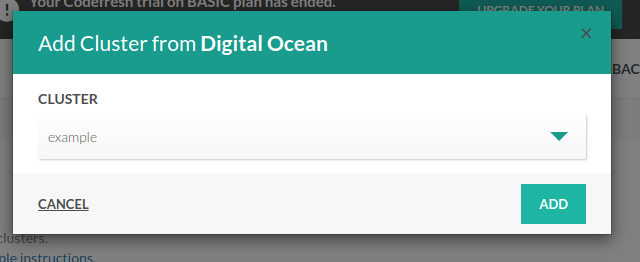 Your Codefresh trial on BASIC plan has ended.
UPGRADE YOUR PLAN
Add Cluster from Digital Ocean
×
BAC
CLUSTER
example
CANCEL
ADD
clusters.
ple instructions.